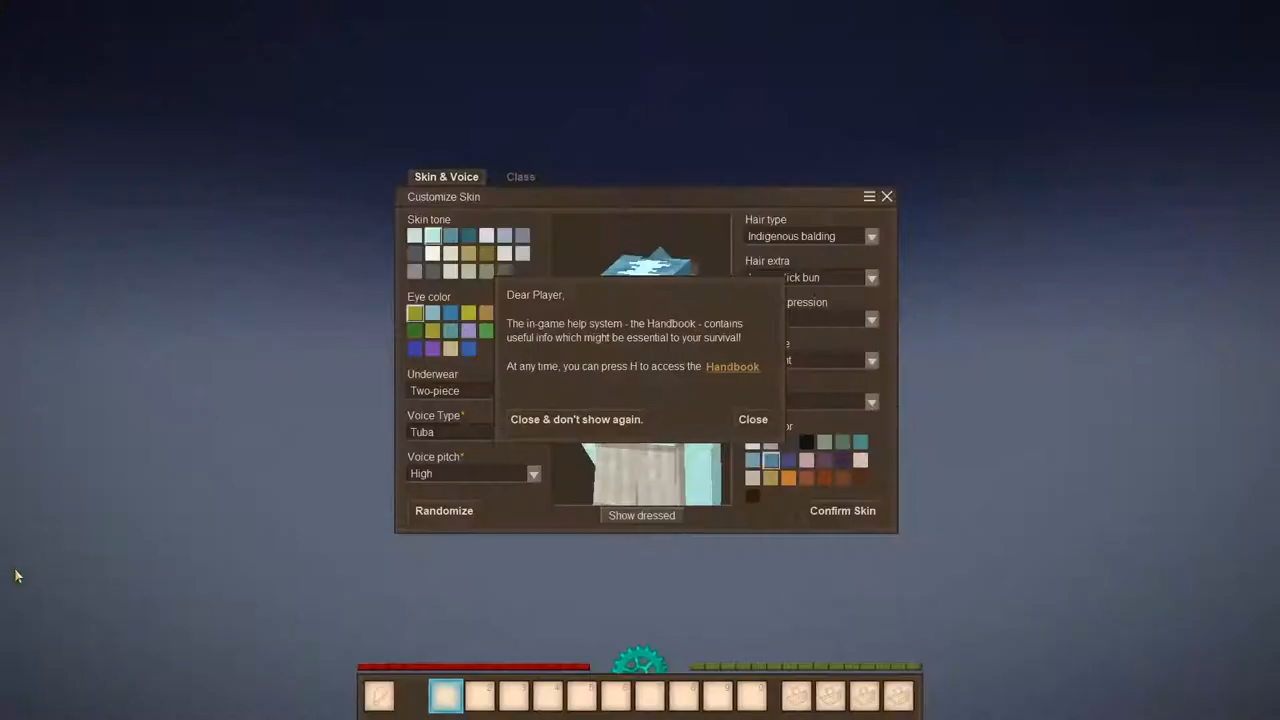 Skin & Voice
Class
Customize Skin
Skin tone
Hair type
Indigenous balding
Hair extra
ick bun
Eye color
pression
Dear Player,
The in-game help system - the Handbook - contains
useful info which might be essential to your survival!
At any time, you can press H to access the Handbook
Close & don't show again.
Close
Underwear
Two-piece
Voice Type*
Tuba
Voice pitch*
High
Randomize
Show dressed
Confirm Skin